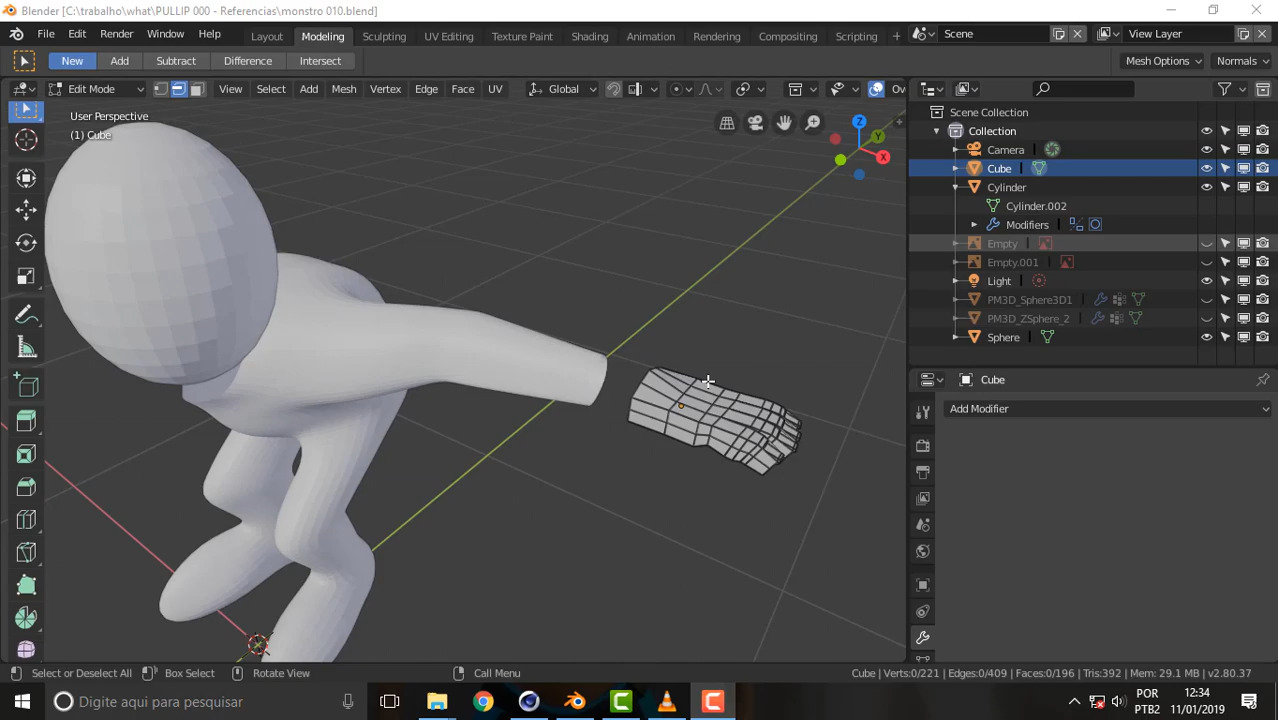 Blender [C:\trabalho\what\PULLIP 000 - Referencias\monstro 010.blend]
File Edit Render Window Help Layout Modeling Sculpting UV Editing Texture Paint Shading Animation Rendering Compositing Scripting + Scene View Layer
New Add Subtract Difference Intersect Mesh Options Normals
Edit Mode View Select Add Mesh Vertex Edge Face UV Global Ov
User Perspective
(1) Cube
Z
Y
X
Scene Collection
Collection
Camera
Cube
Cylinder
Cylinder.002
Modifiers
Empty
Empty.001
Light
PM3D_Sphere3D1
PM3D_ZSphere_2
Sphere
Cube
Add Modifier
Select or Deselect All Box Select Rotate View Call Menu Cube | Verts:0/221 | Edges:0/409 | Faces:0/196 | Tris:392 | Mem: 29.1 MB | v2.80.37
Digite aqui para pesquisar
POR 12:34
PTB2 11/01/2019